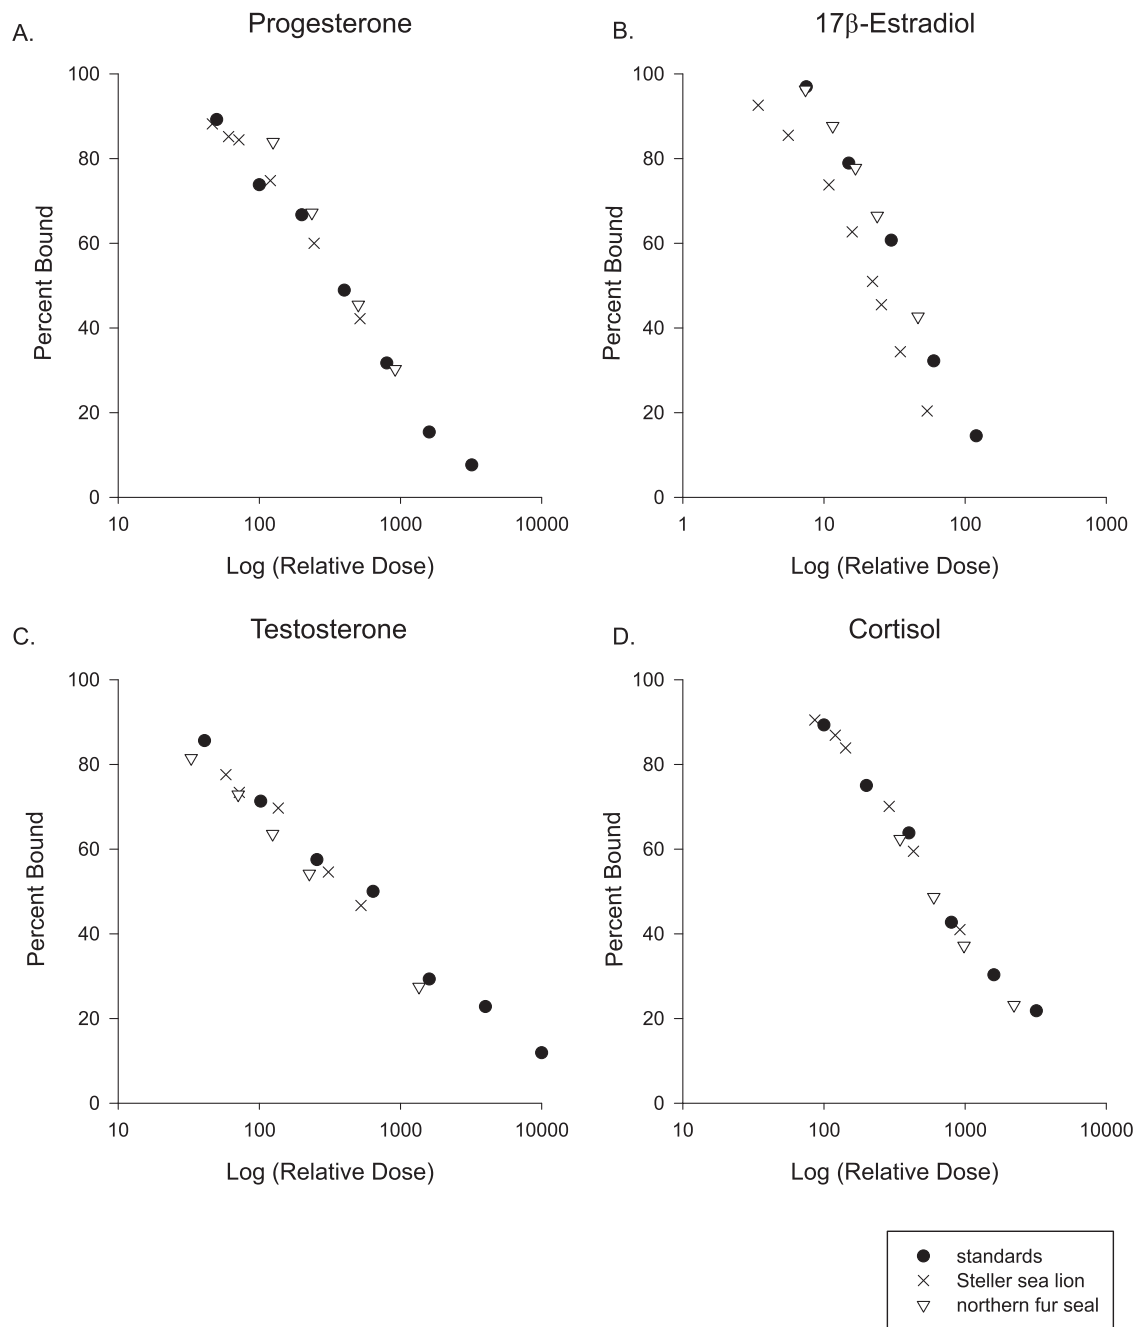 A.
Progesterone
100
80
60
40
20
0
Percent Bound
10
100
1000
10000
Log (Relative Dose)
B.
17β-Estradiol
100
80
60
40
20
0
Percent Bound
1
10
100
1000
Log (Relative Dose)
C.
Testosterone
100
80
60
40
20
0
Percent Bound
10
100
1000
10000
Log (Relative Dose)
D.
Cortisol
100
80
60
40
20
0
Percent Bound
10
100
1000
10000
Log (Relative Dose)
standards
Steller sea lion
northern fur seal